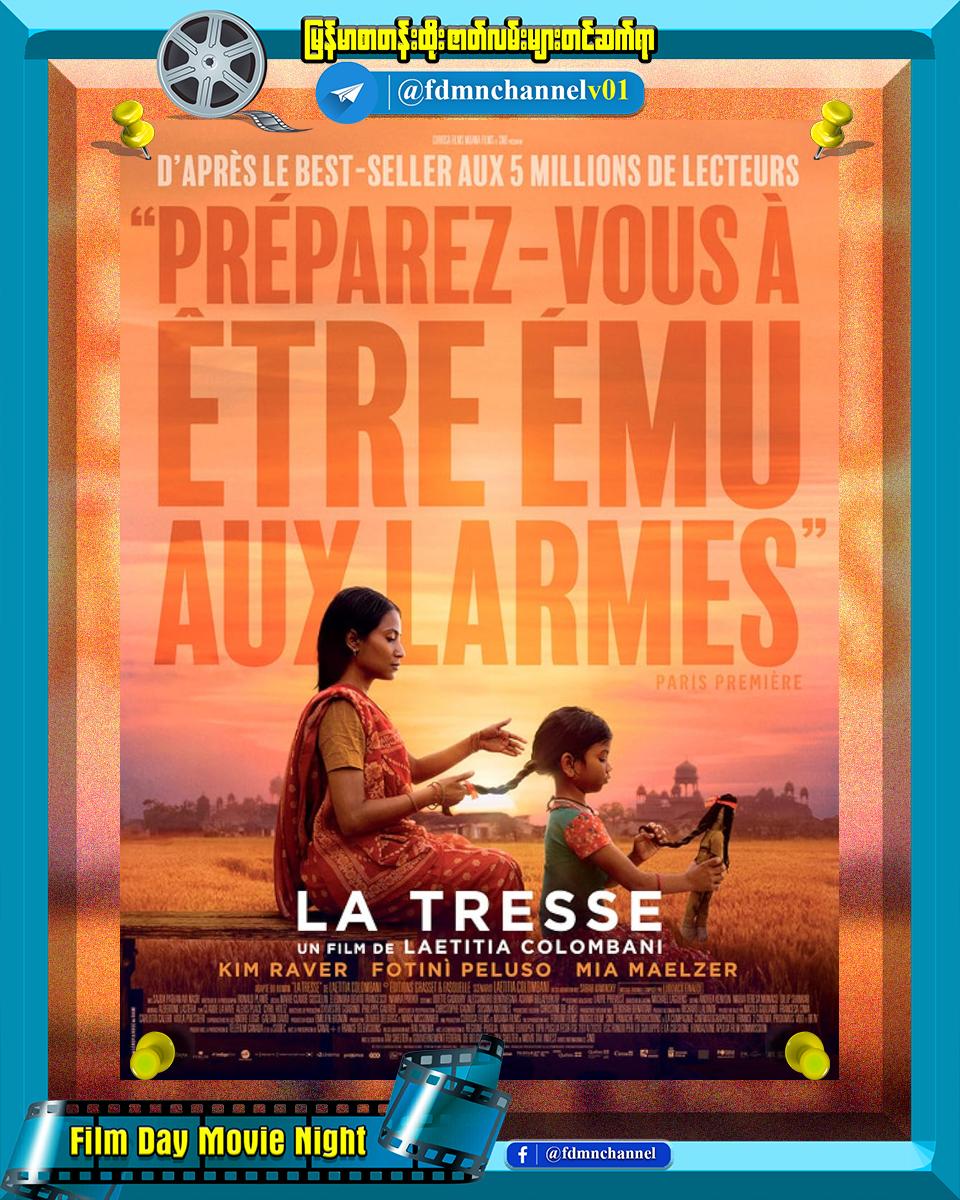 မြန်မာစာတန်းထိုးဇာတ်လမ်းများတင်ဆက်ရာ
@fdmnchannelv01
D'APRÈS LE BEST-SELLER AUX 5 MILLIONS DE LECTEURS
“PRÉPAREZ-VOUS À
ÊTRE ÉMU
AUX LARMES”
PARIS PREMIÈRE
LA TRESSE
UN FILM DE LAETITIA COLOMBANI
KIM RAVER FOTINÌ PELUSO MIA MAELZER
Film Day Movie Night
@fdmnchannel